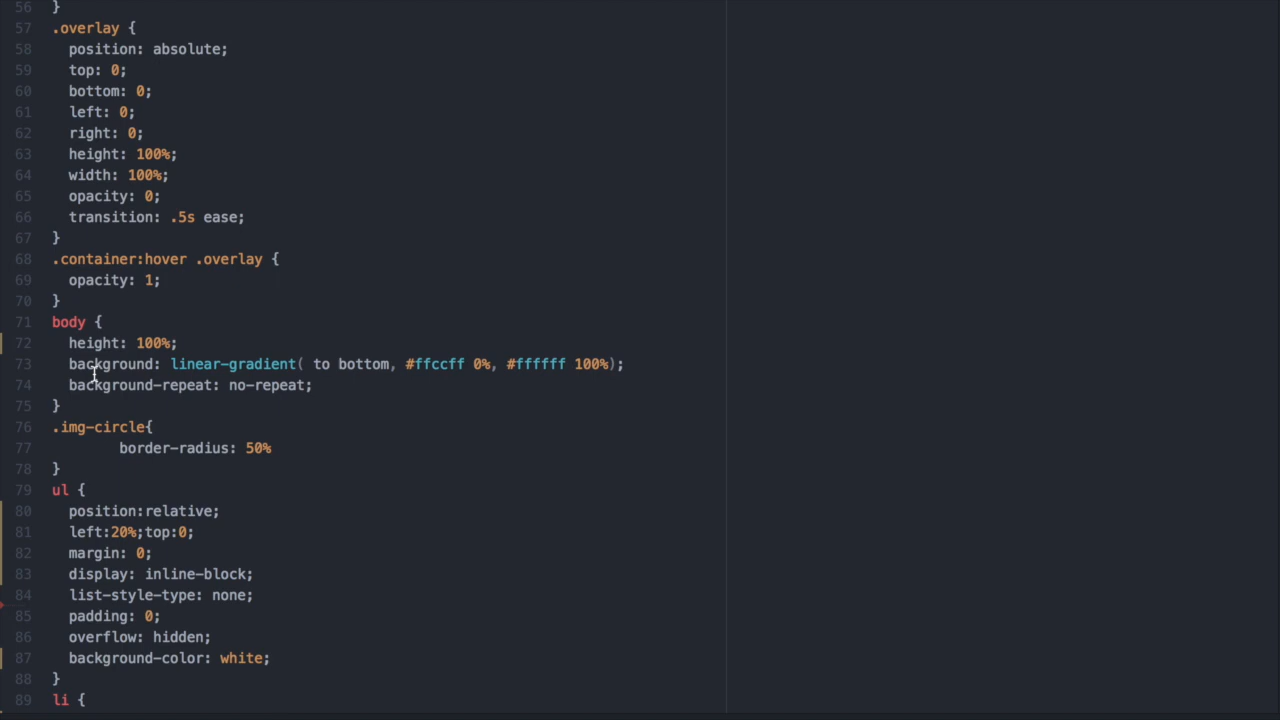 56 }
57 .overlay {
58 position: absolute;
59 top: 0;
60 bottom: 0;
61 left: 0;
62 right: 0;
63 height: 100%;
64 width: 100%;
65 opacity: 0;
66 transition: .5s ease;
67 }
68 .container:hover .overlay {
69 opacity: 1;
70 }
71 body {
72 height: 100%;
73 background: linear-gradient( to bottom, #ffccff 0%, #ffffff 100%);
74 background-repeat: no-repeat;
75 }
76 .img-circle{
77 border-radius: 50%
78 }
79 ul {
80 position:relative;
81 left:20%;top:0;
82 margin: 0;
83 display: inline-block;
84 list-style-type: none;
85 padding: 0;
86 overflow: hidden;
87 background-color: white;
88 }
89 li {